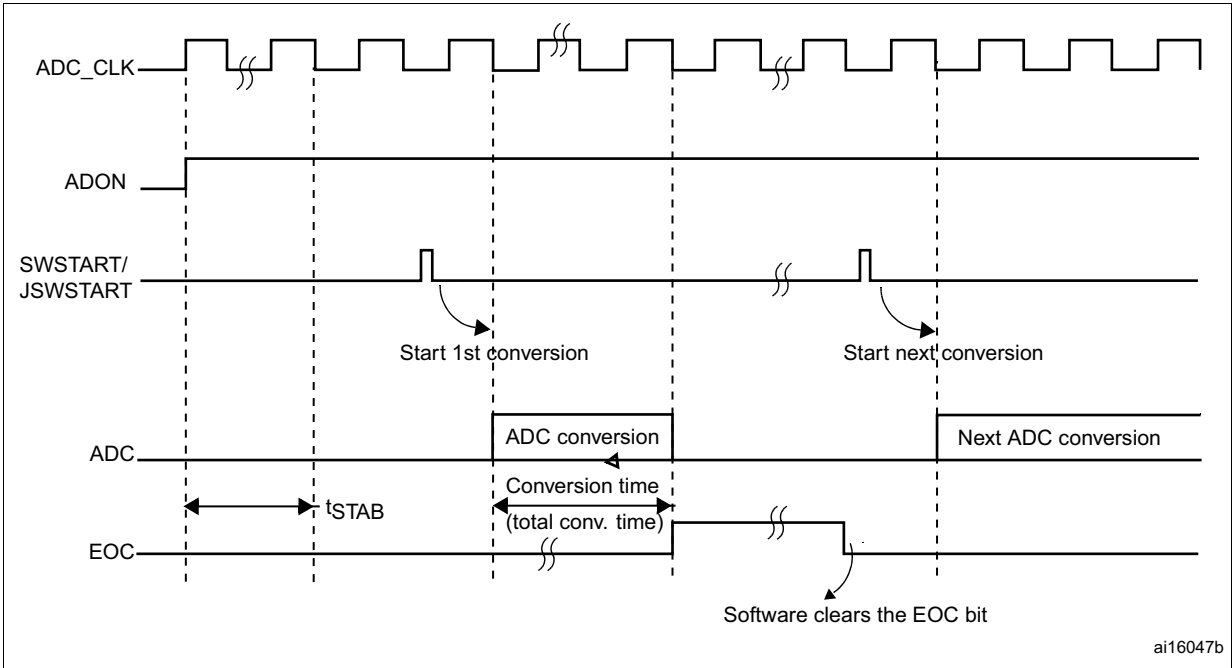 ADC_CLK
ADON
SWSTART/
JSWSTART
Start 1st conversion
Start next conversion
ADC
ADC conversion
Next ADC conversion
Conversion time
(total conv. time)
tSTAB
EOC
Software clears the EOC bit
ai16047b